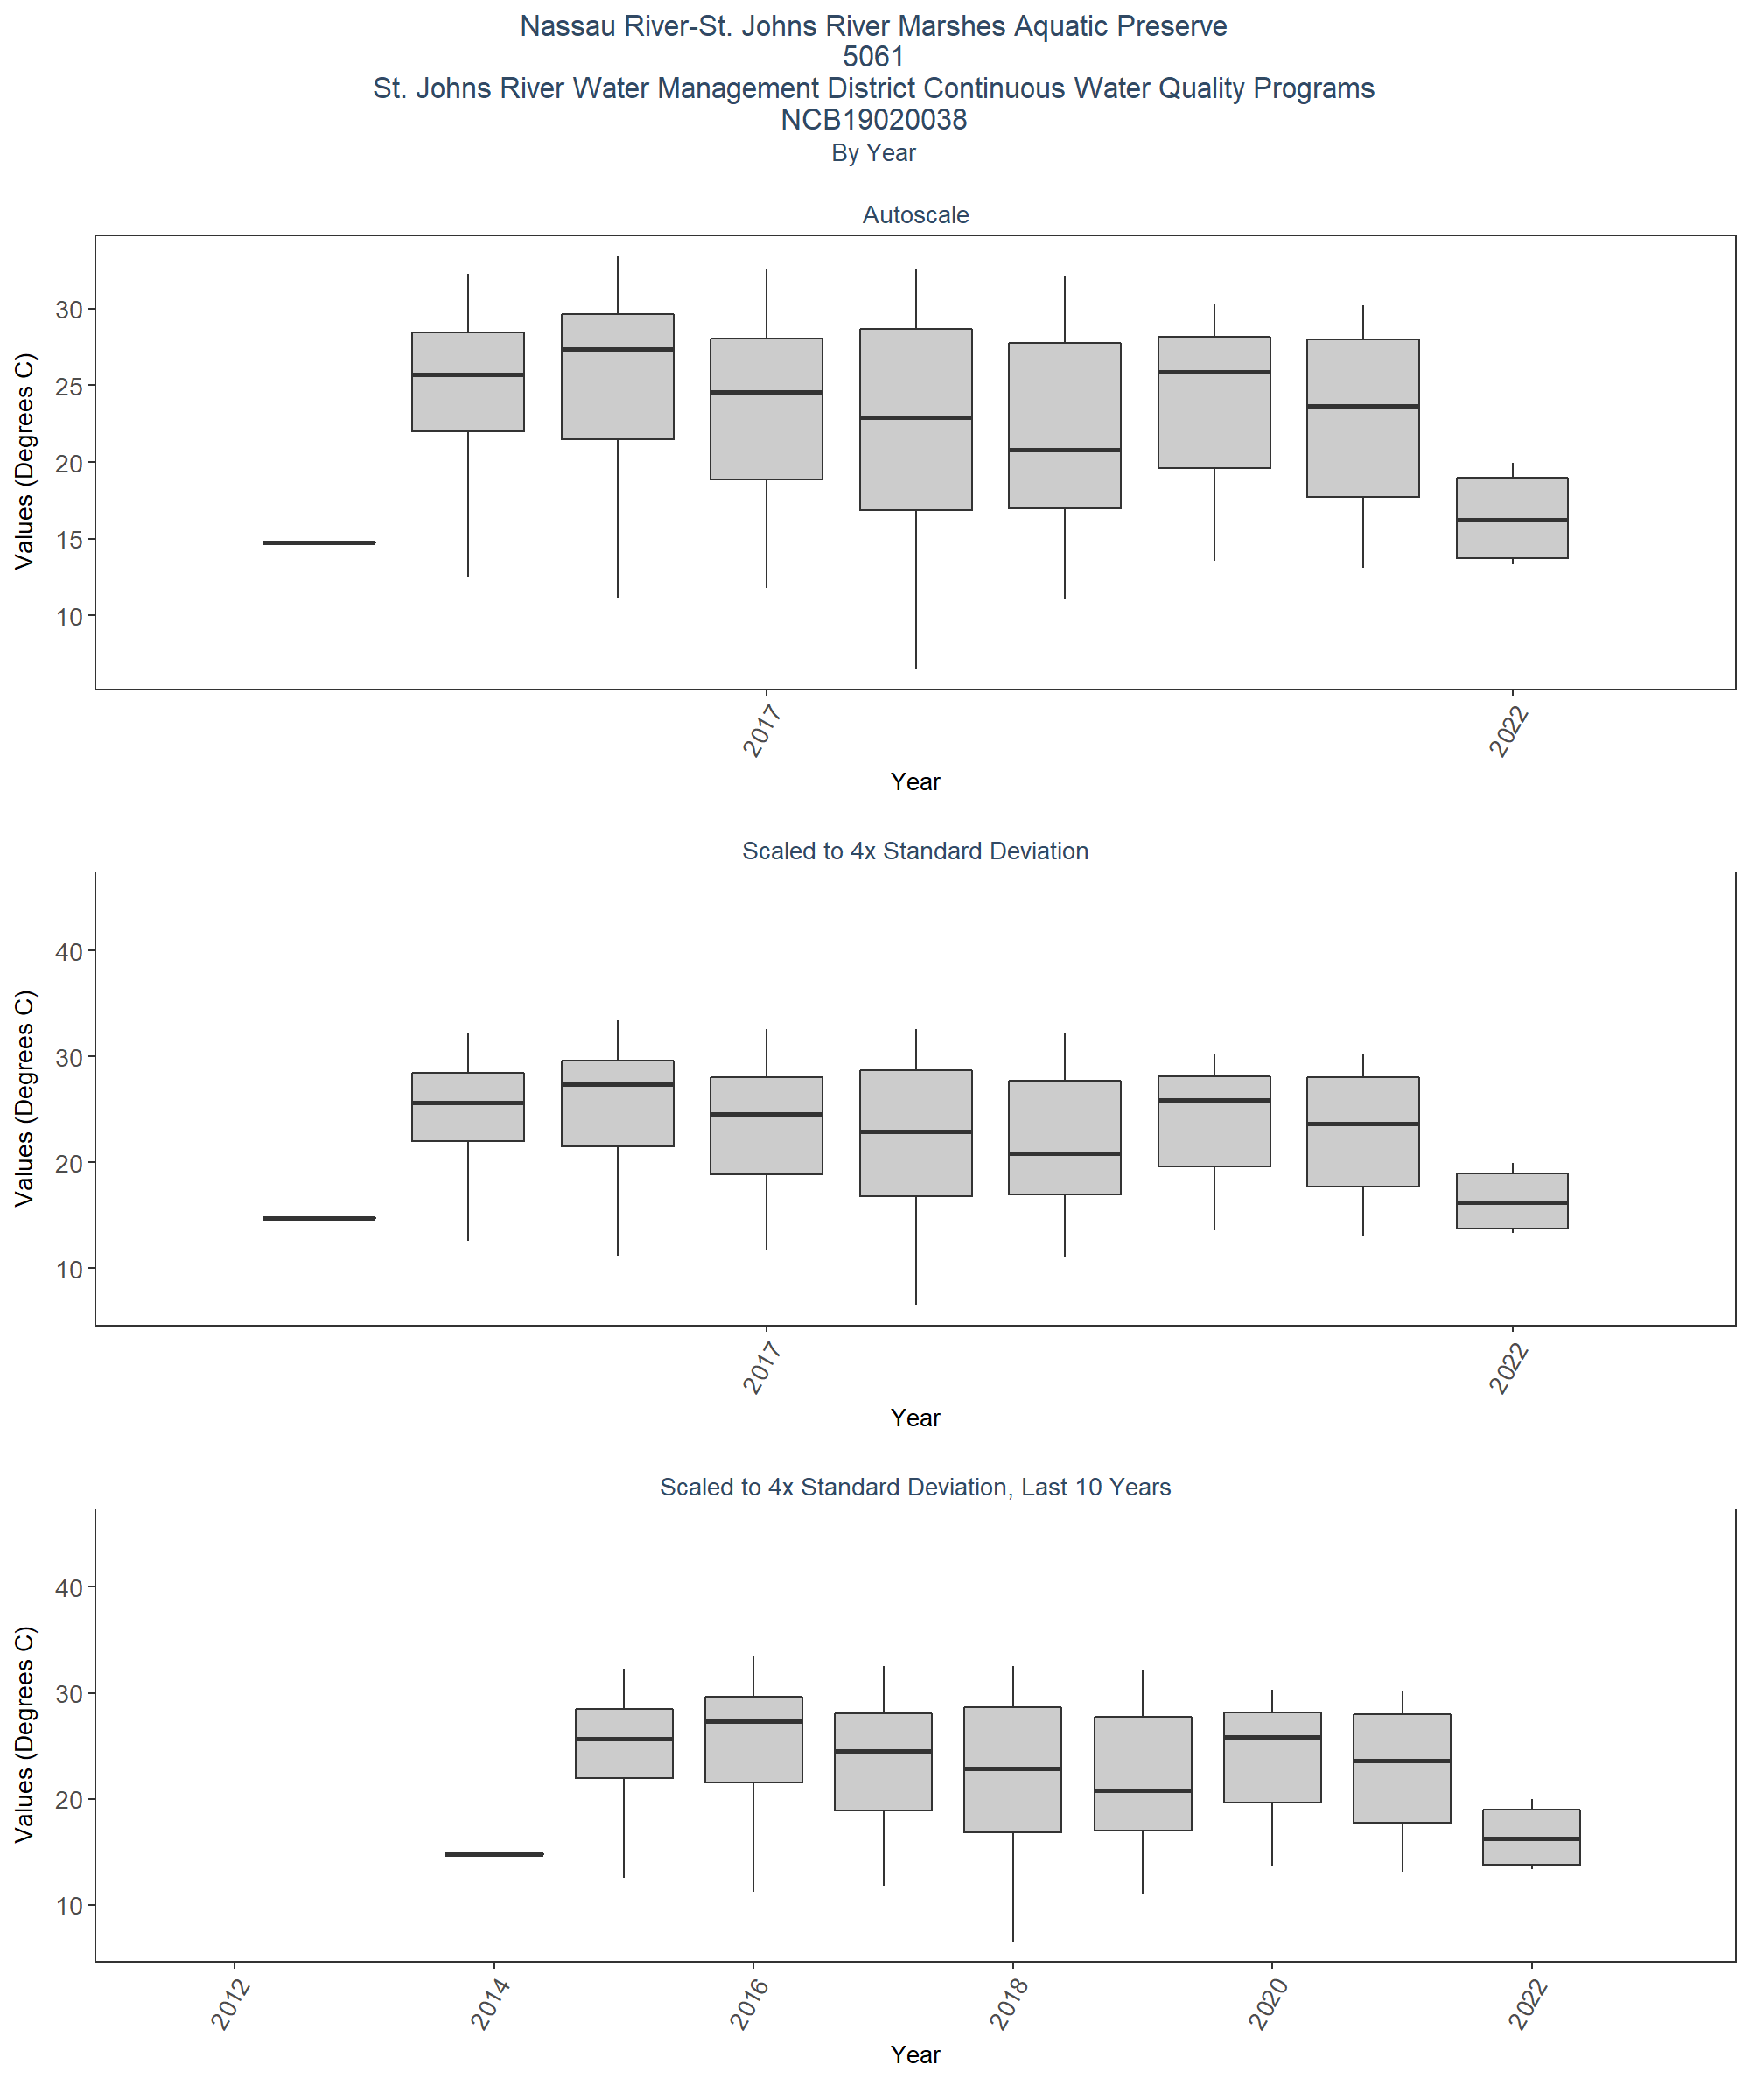 Nassau River-St. Johns River Marshes Aquatic Preserve
5061
St. Johns River Water Management District Continuous Water Quality Programs
NCB19020038
By Year
Autoscale
Values (Degrees C)
30
25
20
15
10
2017
2022
Year
Scaled to 4x Standard Deviation
Values (Degrees C)
40
30
20
10
2017
2022
Year
Scaled to 4x Standard Deviation, Last 10 Years
Values (Degrees C)
40
30
20
10
2012
2014
2016
2018
2020
2022
Year